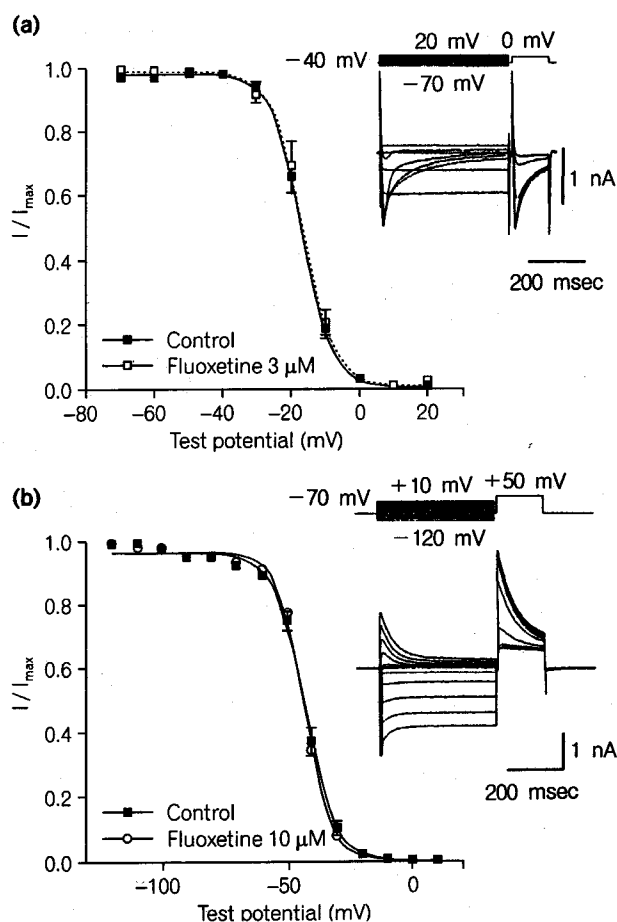 (a)
20 mV 0 mV
−40 mV
−70 mV
1 nA
200 msec
I / Imax
1.0
0.8
0.6
0.4
0.2
0.0
Control
Fluoxetine 3 μM
−80 −60 −40 −20 0 20
Test potential (mV)
(b)
+50 mV
−70 mV +10 mV
−120 mV
1 nA
200 msec
I / Imax
1.0
0.8
0.6
0.4
0.2
0.0
Control
Fluoxetine 10 μM
−100 −50 0
Test potential (mV)